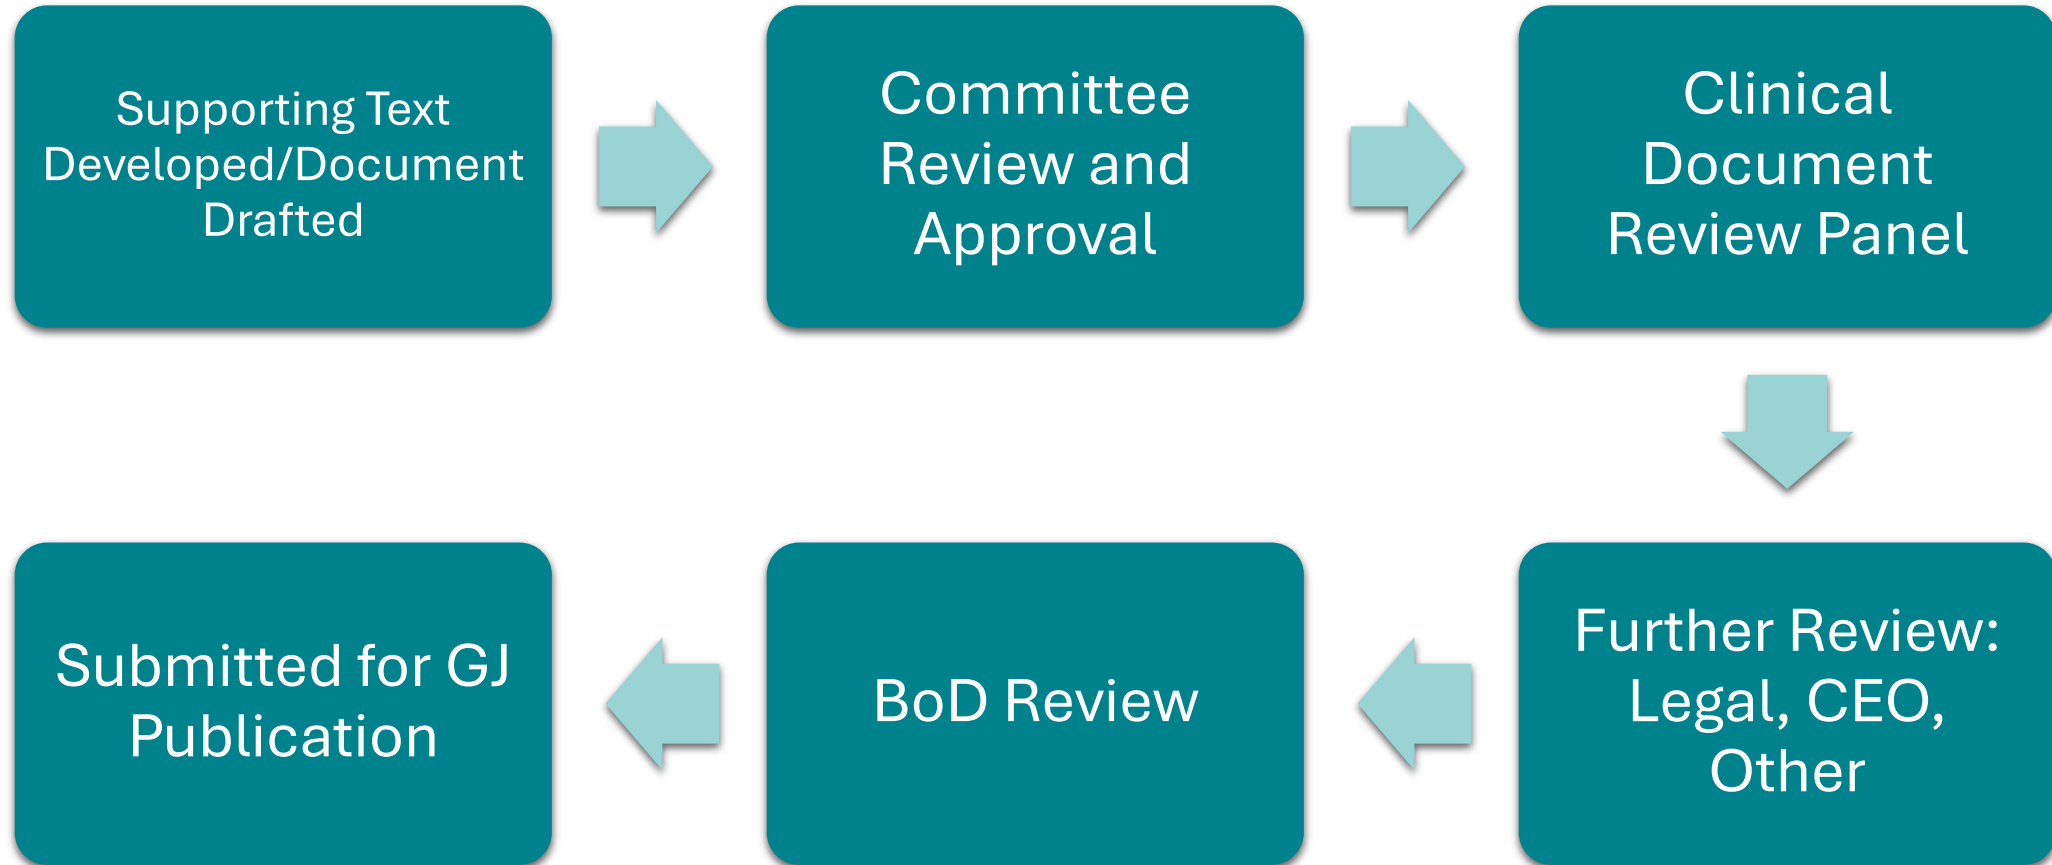 Supporting Text
Developed/Document
Drafted
Committee
Review and
Approval
Clinical
Document
Review Panel
Further Review:
Legal, CEO,
Other
BoD Review
Submitted for GJ
Publication